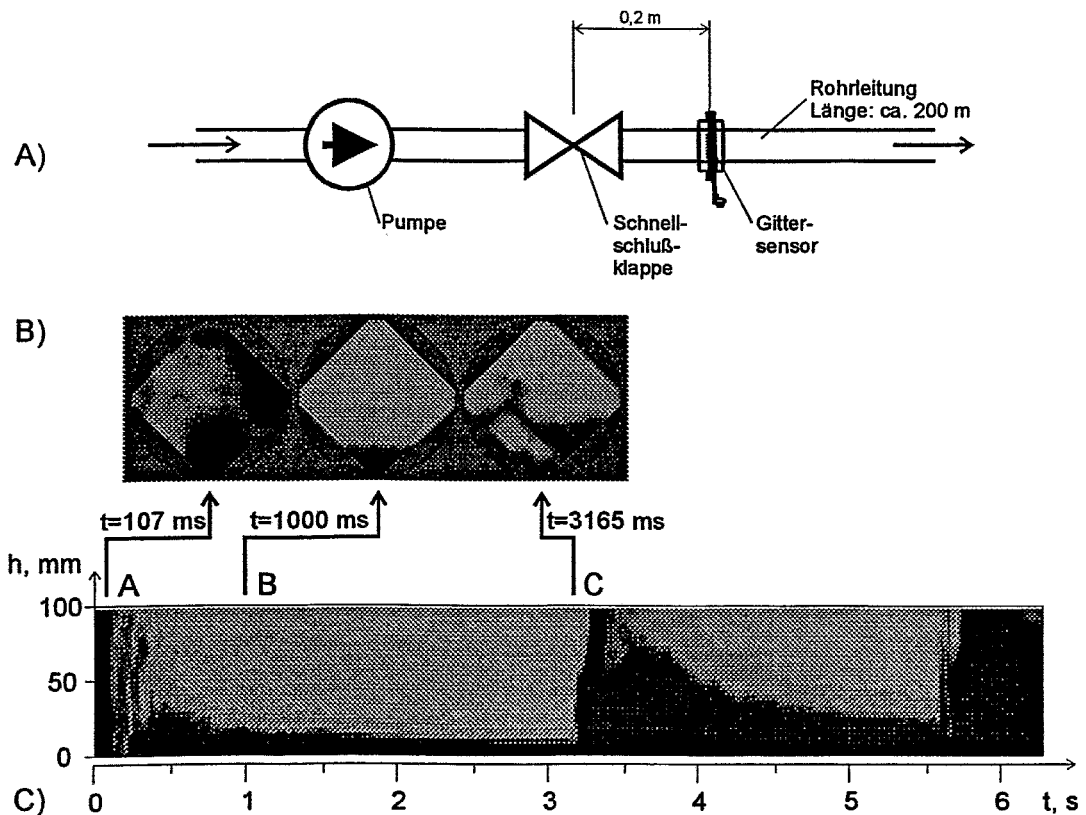 0,2 m
Rohrleitung
Länge: ca. 200 m
A)
Pumpe
Schnell-
schluß-
klappe
Gitter-
sensor
B)
t=107 ms
t=1000 ms
t=3165 ms
h, mm
A
B
C
100
50
0
C)
0
1
2
3
4
5
6
t, s